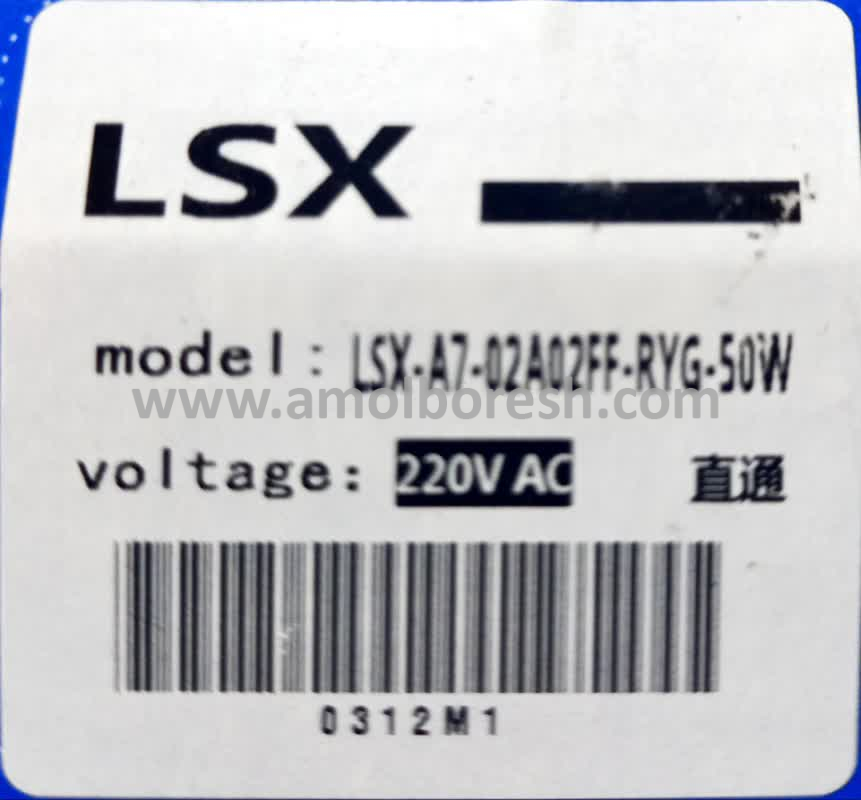 LSX
model: LSX-A7-02A02FF-RYG-50W
www.amolboresh.com
voltage: 220V AC 直通
0312M1